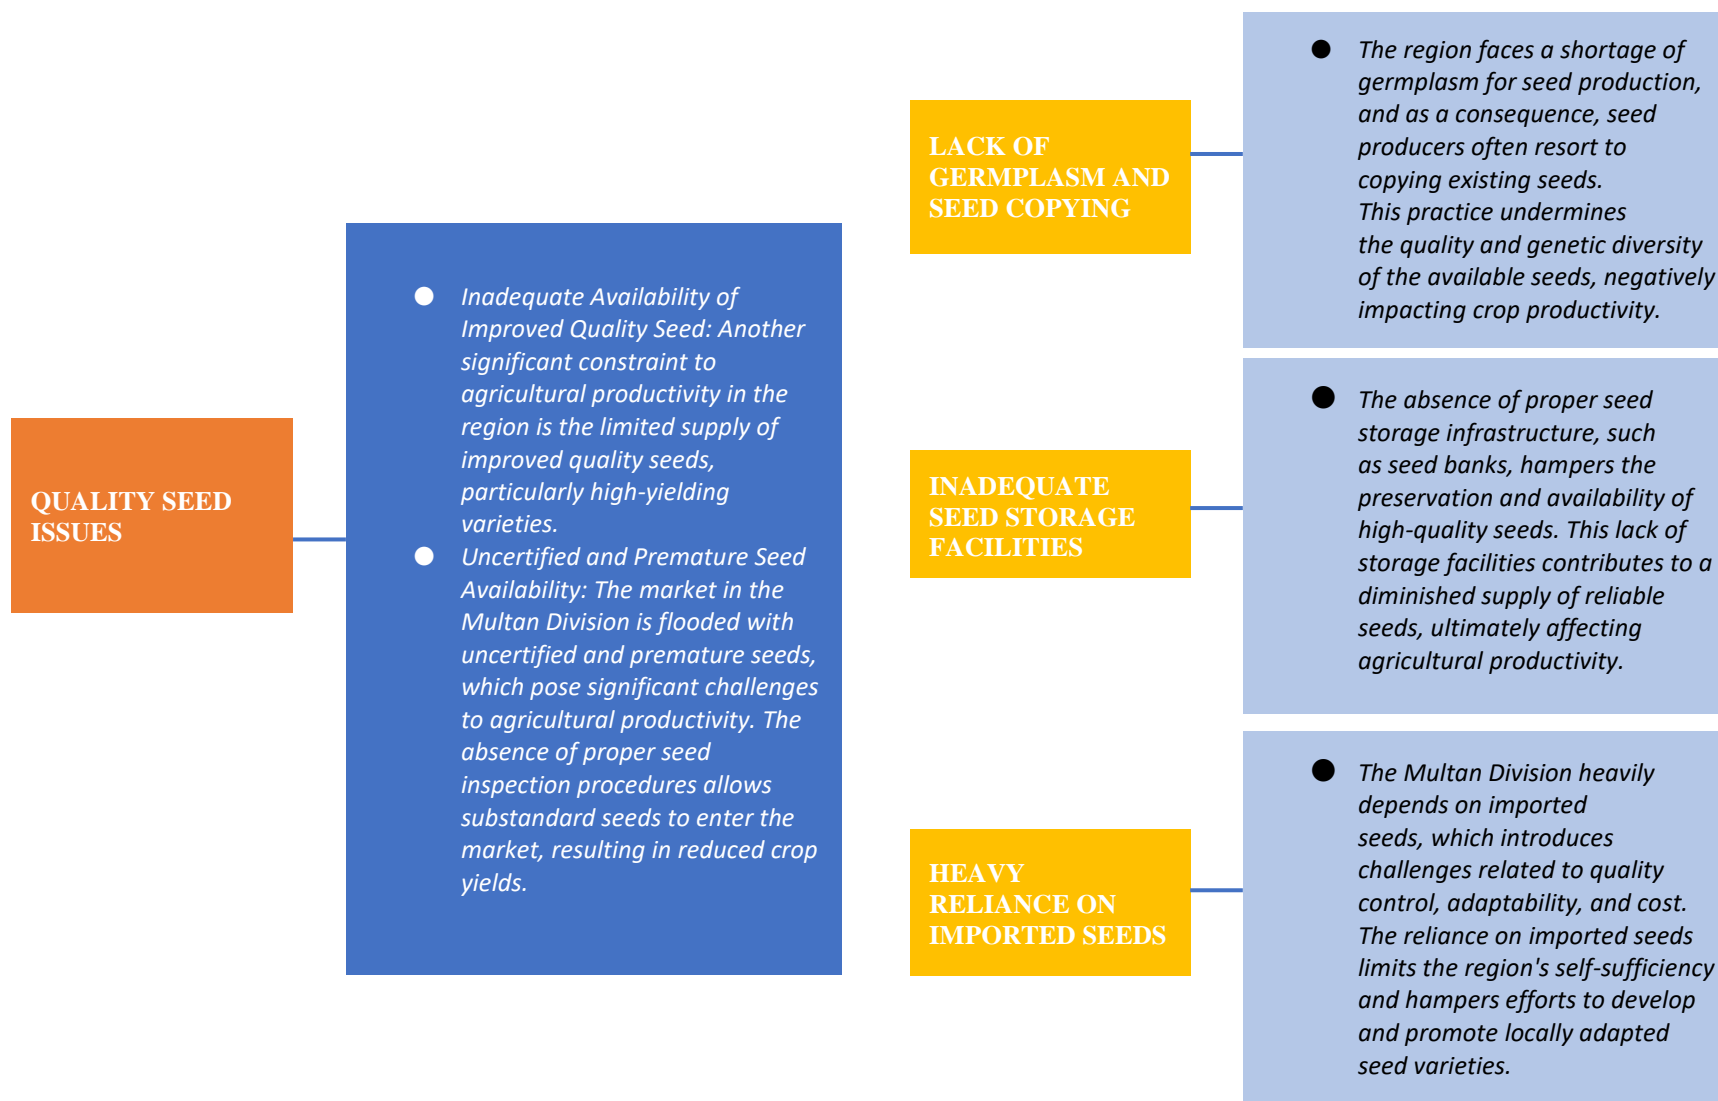 QUALITY SEED
ISSUES
● Inadequate Availability of
Improved Quality Seed: Another
significant constraint to
agricultural productivity in the
region is the limited supply of
improved quality seeds,
particularly high-yielding
varieties.
● Uncertified and Premature Seed
Availability: The market in the
Multan Division is flooded with
uncertified and premature seeds,
which pose significant challenges
to agricultural productivity. The
absence of proper seed
inspection procedures allows
substandard seeds to enter the
market, resulting in reduced crop
yields.
LACK OF
GERMPLASM AND
SEED COPYING
● The region faces a shortage of
germplasm for seed production,
and as a consequence, seed
producers often resort to
copying existing seeds.
This practice undermines
the quality and genetic diversity
of the available seeds, negatively
impacting crop productivity.
INADEQUATE
SEED STORAGE
FACILITIES
● The absence of proper seed
storage infrastructure, such
as seed banks, hampers the
preservation and availability of
high-quality seeds. This lack of
storage facilities contributes to a
diminished supply of reliable
seeds, ultimately affecting
agricultural productivity.
HEAVY
RELIANCE ON
IMPORTED SEEDS
● The Multan Division heavily
depends on imported
seeds, which introduces
challenges related to quality
control, adaptability, and cost.
The reliance on imported seeds
limits the region's self-sufficiency
and hampers efforts to develop
and promote locally adapted
seed varieties.